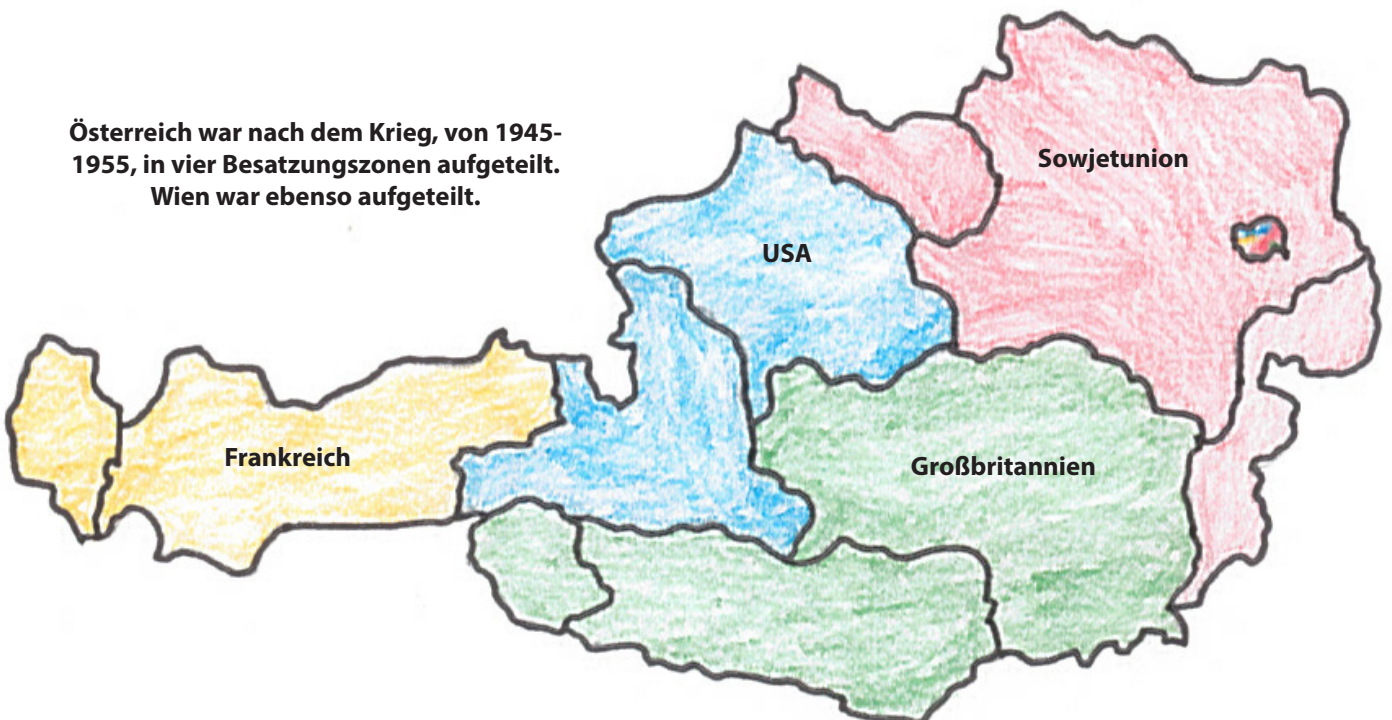 Österreich war nach dem Krieg, von 1945-
1955, in vier Besatzungszonen aufgeteilt.
Wien war ebenso aufgeteilt.
Sowjetunion
USA
Frankreich
Großbritannien